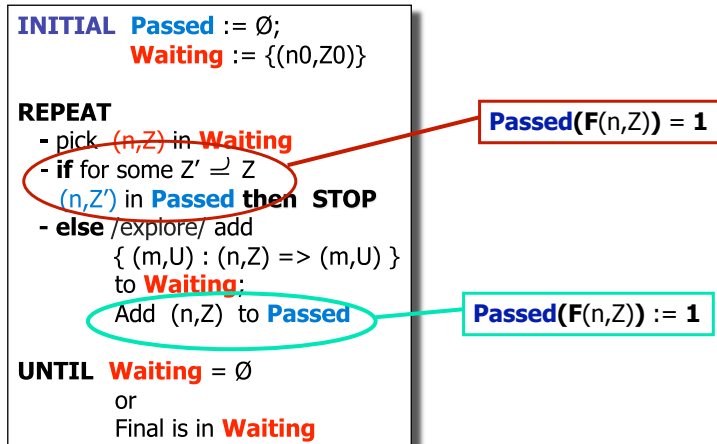 INITIAL Passed := Ø;
Waiting := {(n0,Z0)}
REPEAT
- pick (n,Z) in Waiting
- if for some Z' ⊇ Z
(n,Z') in Passed then STOP
- else /explore/ add
{ (m,U) : (n,Z) => (m,U) }
to Waiting;
Add (n,Z) to Passed
UNTIL Waiting = Ø
or
Final is in Waiting
Passed(F(n,Z)) = 1
Passed(F(n,Z)) := 1